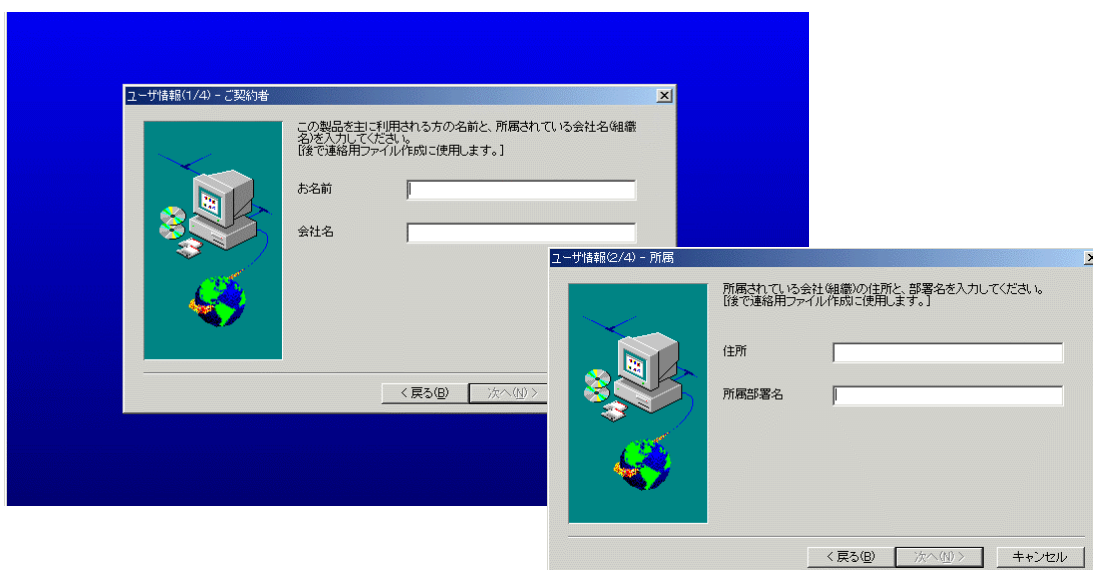 ユーザ情報(1/4) - ご契約者
この製品を主に利用される方の名前と、所属されている会社名(組織
名)を入力してください。
[後で連絡用ファイル作成に使用します。]
お名前
会社名
< 戻る(B)
次へ(N) >
ユーザ情報(2/4) - 所属
所属されている会社(組織)の住所と、部署名を入力してください。
[後で連絡用ファイル作成に使用します。]
住所
所属部署名
< 戻る(B)
次へ(N) >
キャンセル